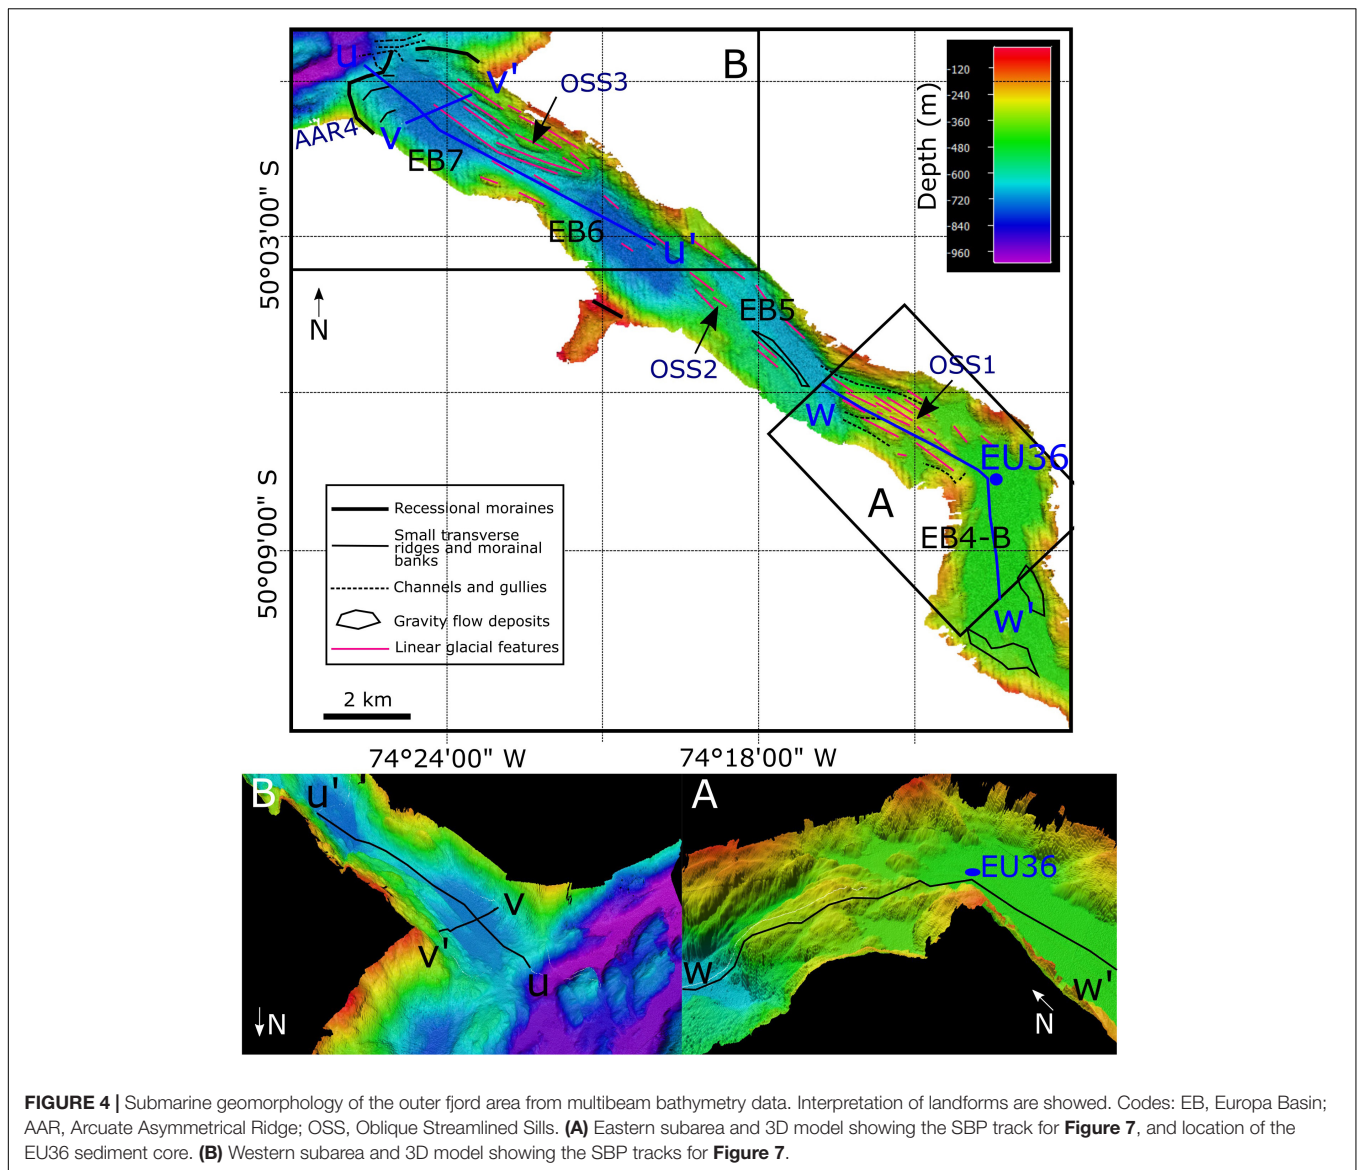 B
u
v'
OSS3
AAR4
v
EB7
EB6
u'
Depth (m)
-120
-240
-360
-480
-600
-720
-840
-960
50°03'00" S
N
EB5
OSS2
OSS1
w
EU36
A
EB4-B
w'
50°09'00" S
Recessional moraines
Small transverse
ridges and morainal
banks
Channels and gullies
Gravity flow deposits
Linear glacial features
2 km
74°24'00" W
74°18'00" W
B
u'
v
v'
u
N
A
EU36
w
w'
N
FIGURE 4 | Submarine geomorphology of the outer fjord area from multibeam bathymetry data. Interpretation of landforms are showed. Codes: EB, Europa Basin;
AAR, Arcuate Asymmetrical Ridge; OSS, Oblique Streamlined Sills. (A) Eastern subarea and 3D model showing the SBP track for Figure 7, and location of the
EU36 sediment core. (B) Western subarea and 3D model showing the SBP tracks for Figure 7.